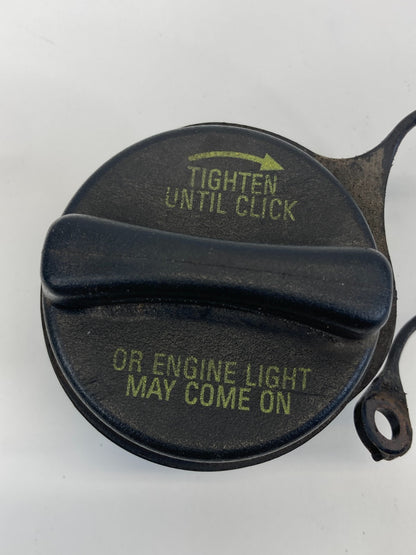 TIGHTEN
UNTIL CLICK
OR ENGINE LIGHT
MAY COME ON